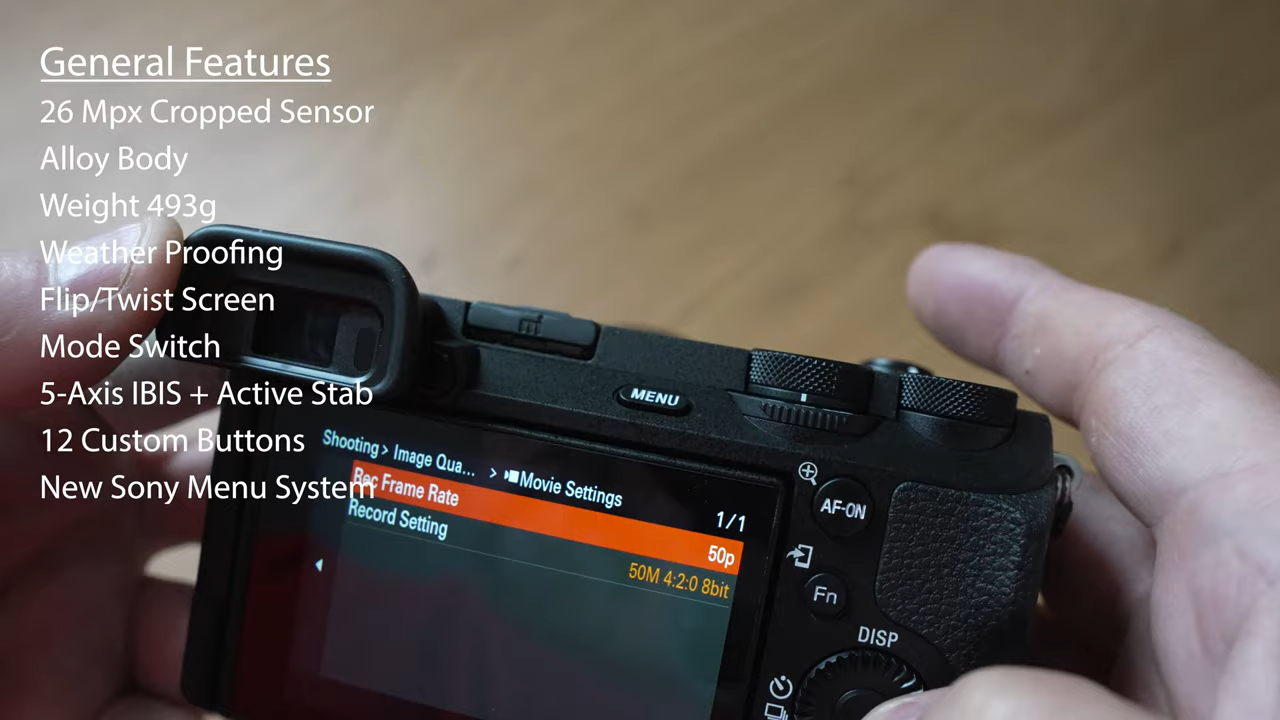 General Features
26 Mpx Cropped Sensor
Alloy Body
Weight 493g
Weather Proofing
Flip/Twist Screen
Mode Switch
5-Axis IBIS + Active Stab
12 Custom Buttons
New Sony Menu System
MENU
Shooting> Image Qua... > Movie Settings
1/1
Rec Frame Rate
50p
Record Setting
50M 4:2:0 8bit
AF-ON
Fn
DISP